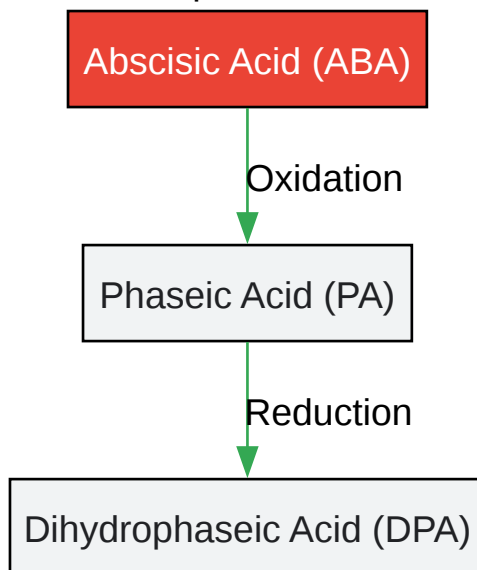 Abscisic Acid (ABA)
Oxidation
Phaseic Acid (PA)
Reduction
Dihydrophaseic Acid (DPA)